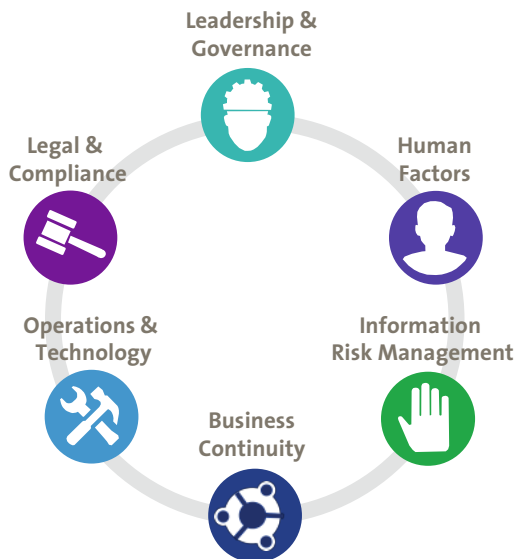 Leadership &
Governance
Human
Factors
Information
Risk Management
Business
Continuity
Operations &
Technology
Legal &
Compliance